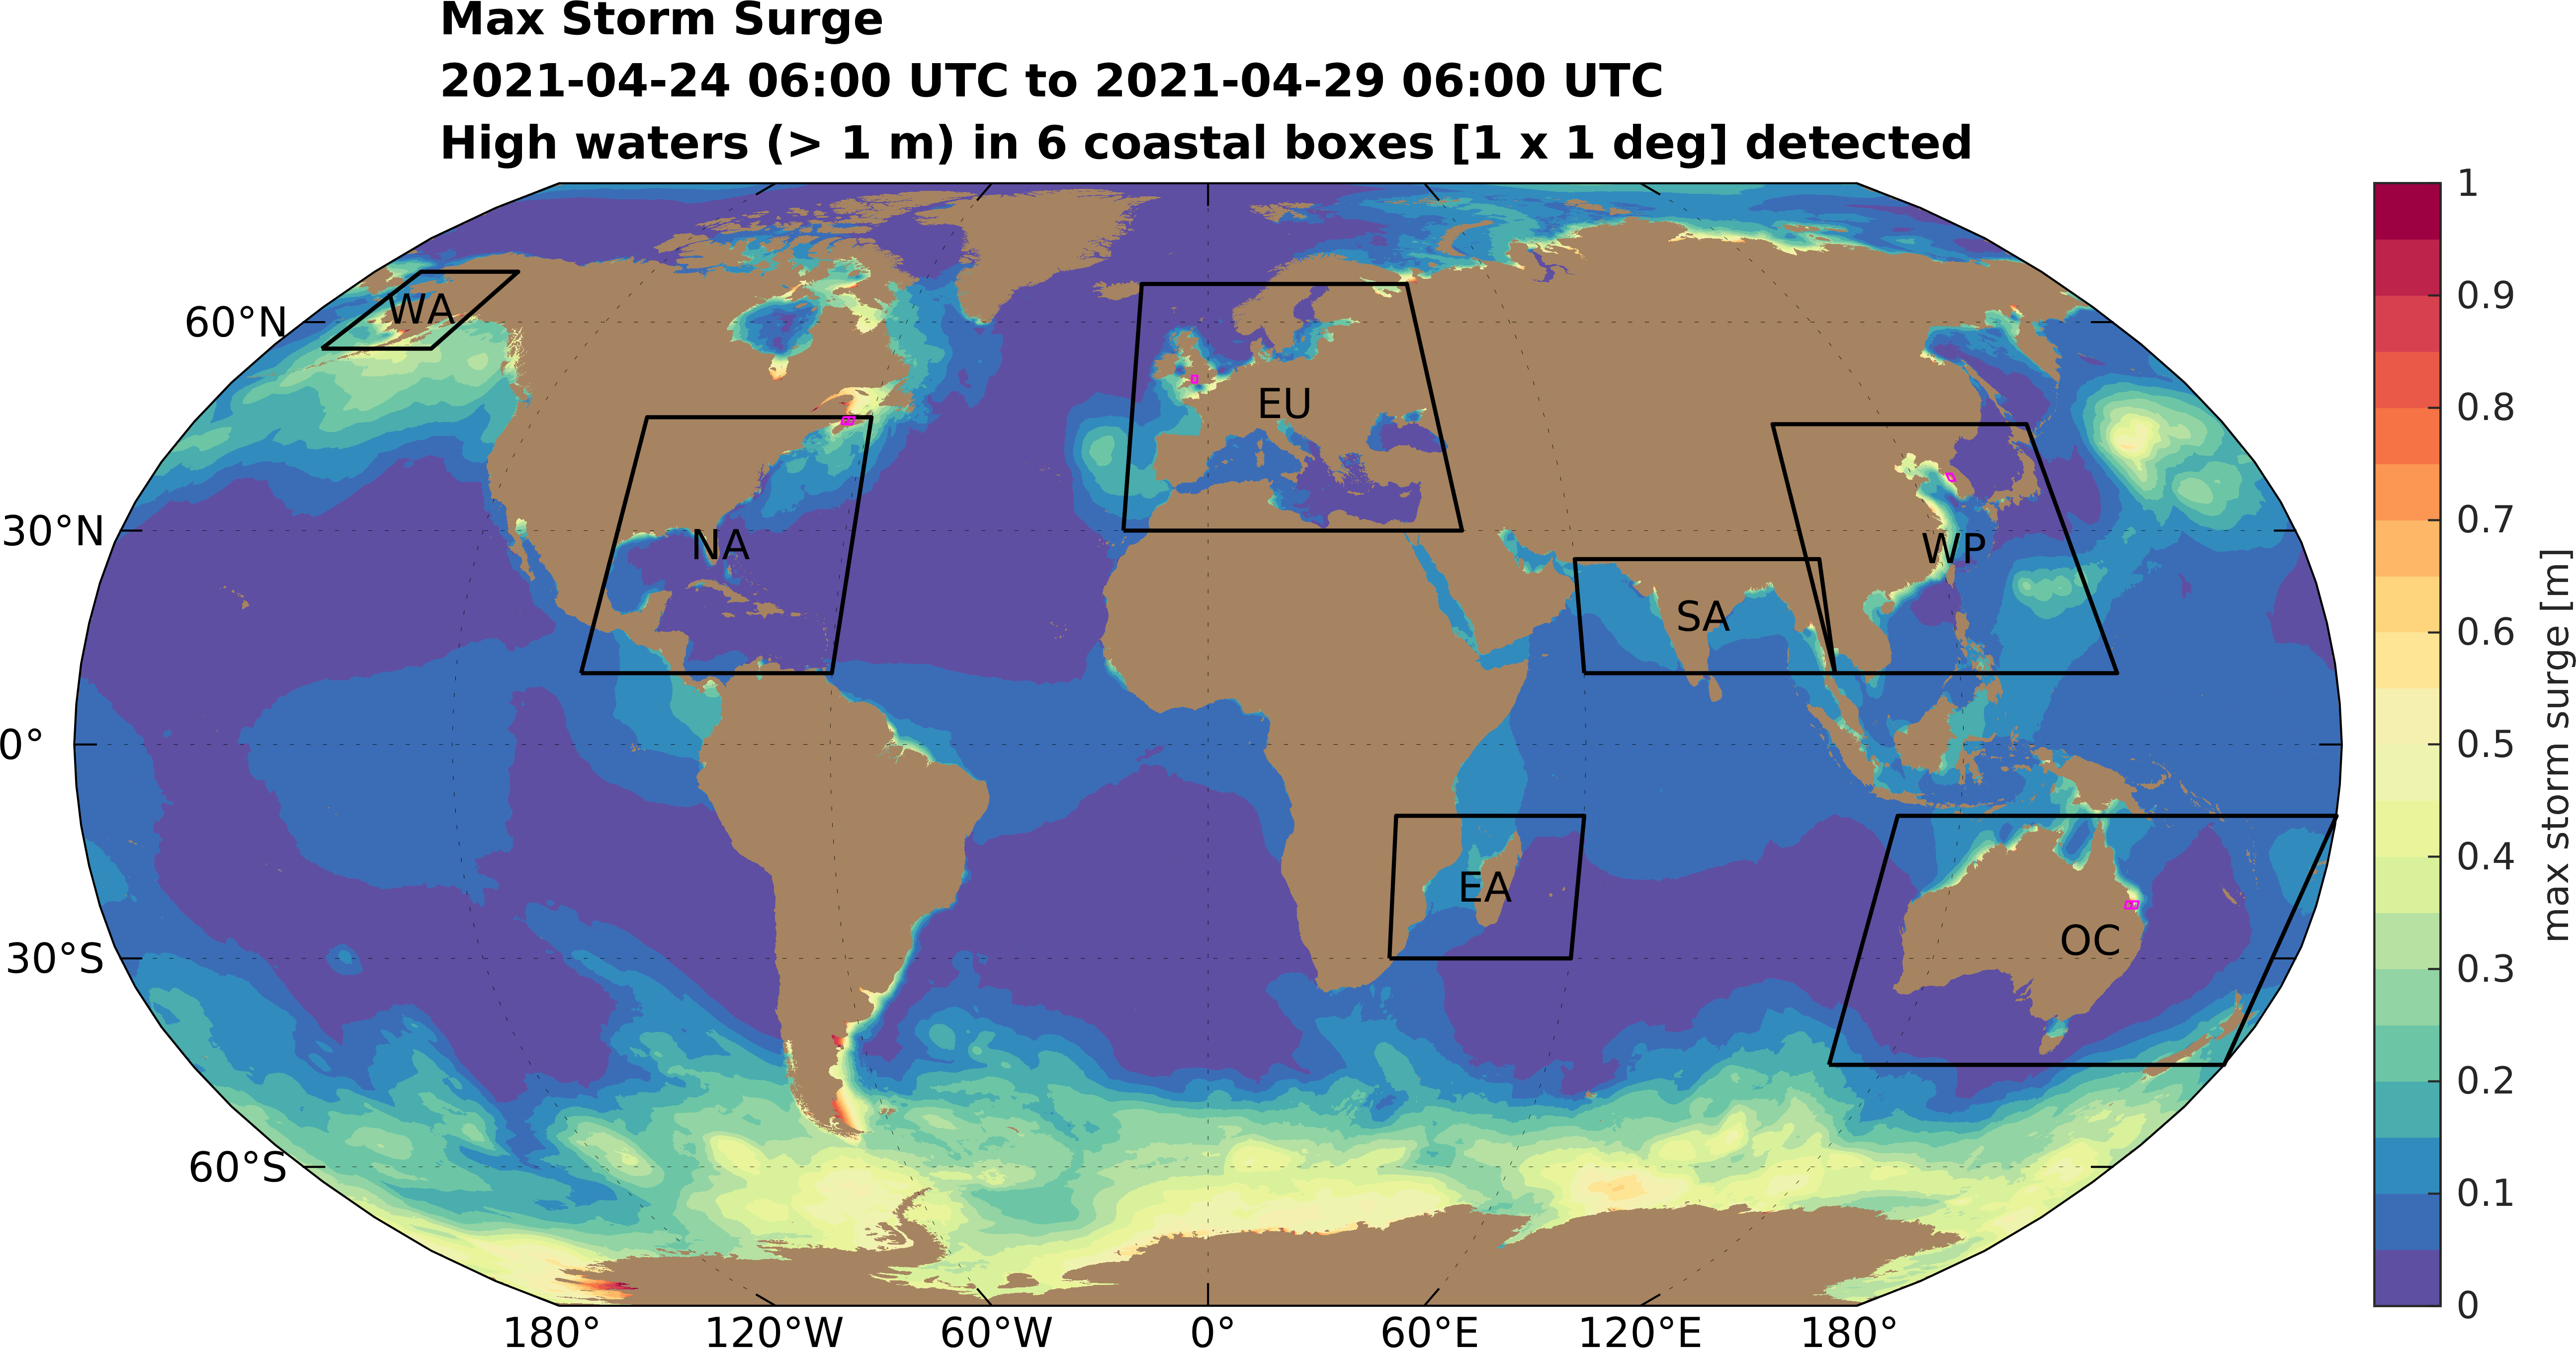 Max Storm Surge
2021-04-24 06:00 UTC to 2021-04-29 06:00 UTC
High waters (> 1 m) in 6 coastal boxes [1 x 1 deg] detected
60°N
30°N
0°
30°S
60°S
WA
EU
NA
WP
SA
EA
OC
180°
120°W
60°W
0°
60°E
120°E
180°
1
0.9
0.8
0.7
0.6
0.5
0.4
0.3
0.2
0.1
0
max storm surge [m]